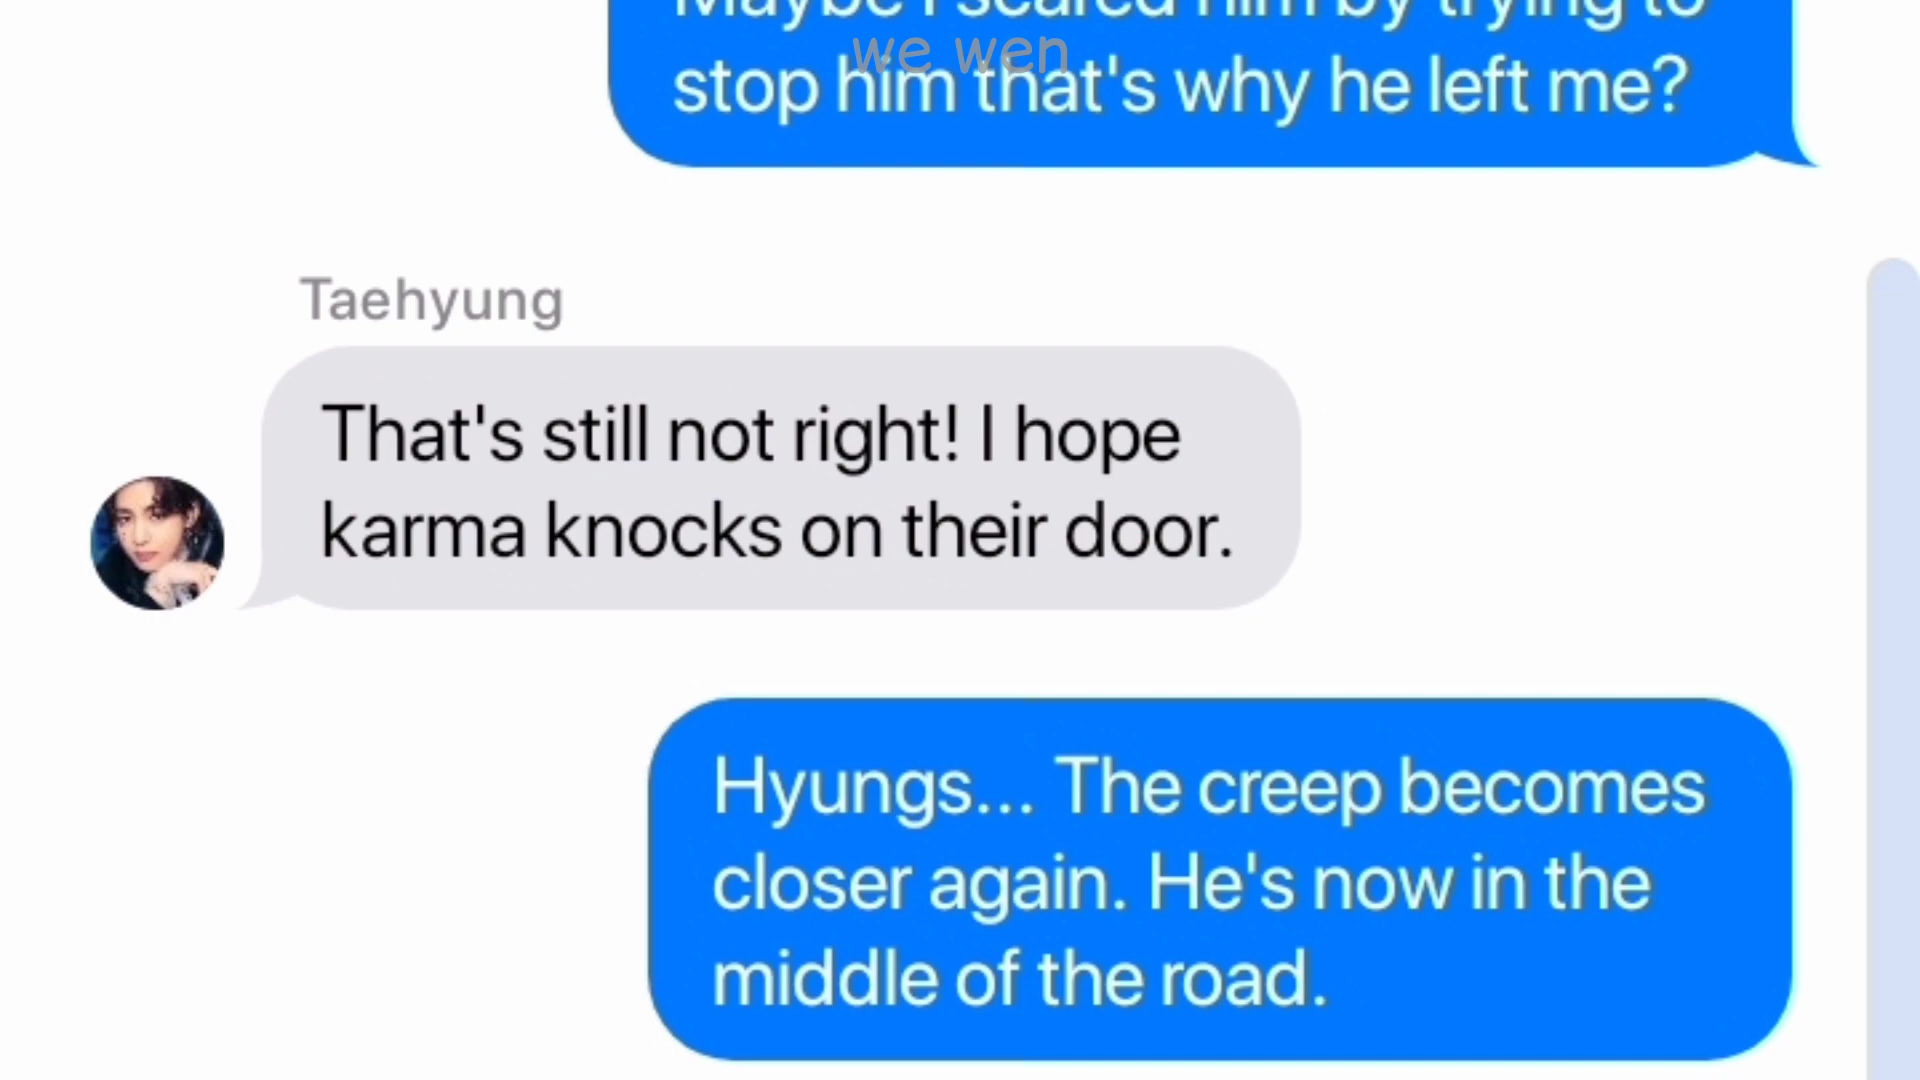 Maybe I scared him by trying to
we wen
stop him that's why he left me?
Taehyung
That's still not right! I hope
karma knocks on their door.
Hyungs... The creep becomes
closer again. He's now in the
middle of the road.